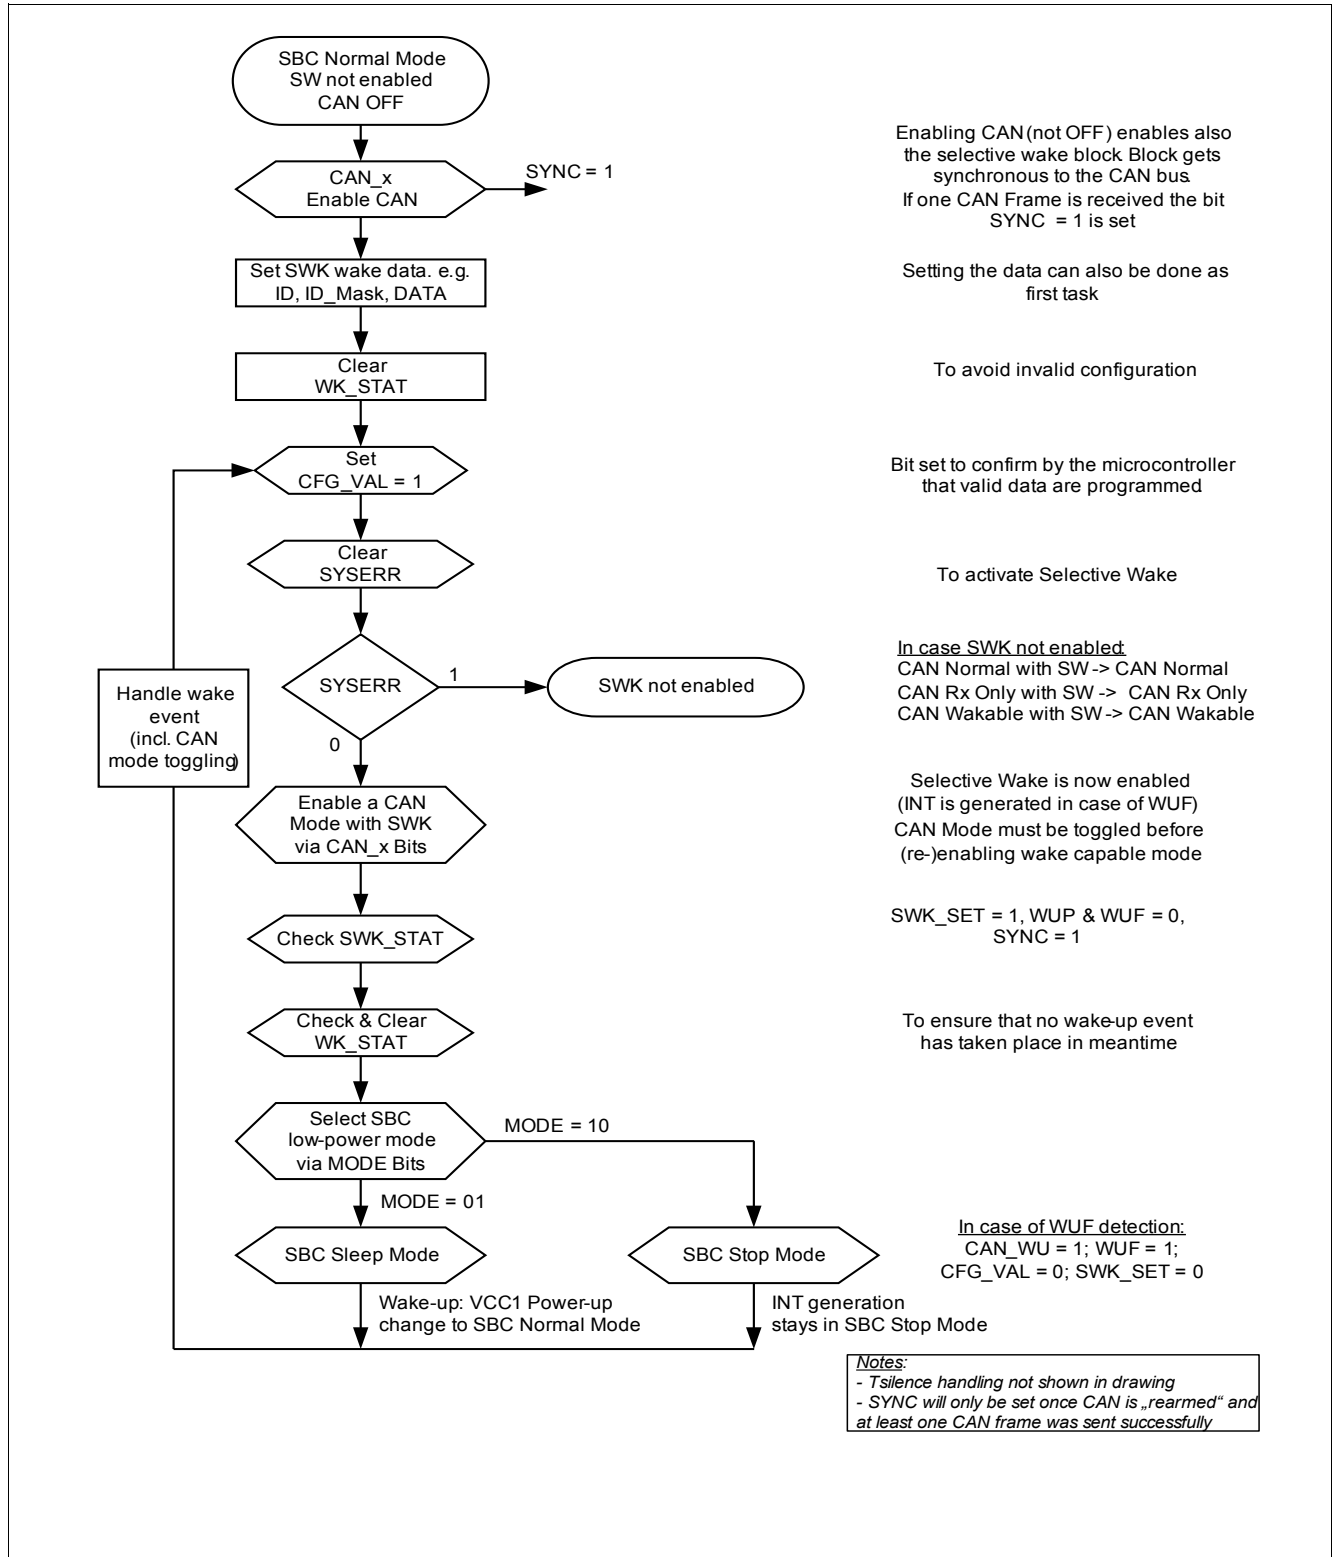 SBC Normal Mode
SW not enabled
CAN OFF
Enabling CAN (not OFF) enables also
the selective wake block. Block gets
synchronous to the CAN bus.
If one CAN Frame is received the bit
SYNC = 1 is set
CAN_x
Enable CAN
SYNC = 1
Set SWK wake data. e.g.
ID, ID_Mask, DATA
Setting the data can also be done as
first task
Clear
WK_STAT
To avoid invalid configuration
Set
CFG_VAL = 1
Bit set to confirm by the microcontroller
that valid data are programmed.
Clear
SYSERR
To activate Selective Wake
SYSERR
1
0
SWK not enabled
In case SWK not enabled:
CAN Normal with SW -> CAN Normal
CAN Rx Only with SW -> CAN Rx Only
CAN Wakable with SW -> CAN Wakable
Handle wake
event
(incl. CAN
mode toggling)
Enable a CAN
Mode with SWK
via CAN_x Bits
Selective Wake is now enabled
(INT is generated in case of WUF)
CAN Mode must be toggled before
(re-)enabling wake capable mode
Check SWK_STAT
SWK_SET = 1, WUP & WUF = 0,
SYNC = 1
Check & Clear
WK_STAT
To ensure that no wake-up event
has taken place in meantime
Select SBC
low-power mode
via MODE Bits
MODE = 10
MODE = 01
SBC Sleep Mode
SBC Stop Mode
In case of WUF detection:
CAN_WU = 1; WUF = 1;
CFG_VAL = 0; SWK_SET = 0
Wake-up: VCC1 Power-up
change to SBC Normal Mode
INT generation
stays in SBC Stop Mode
Notes:
- Tsilence handling not shown in drawing
- SYNC will only be set once CAN is „rearmed“ and
at least one CAN frame was sent successfully